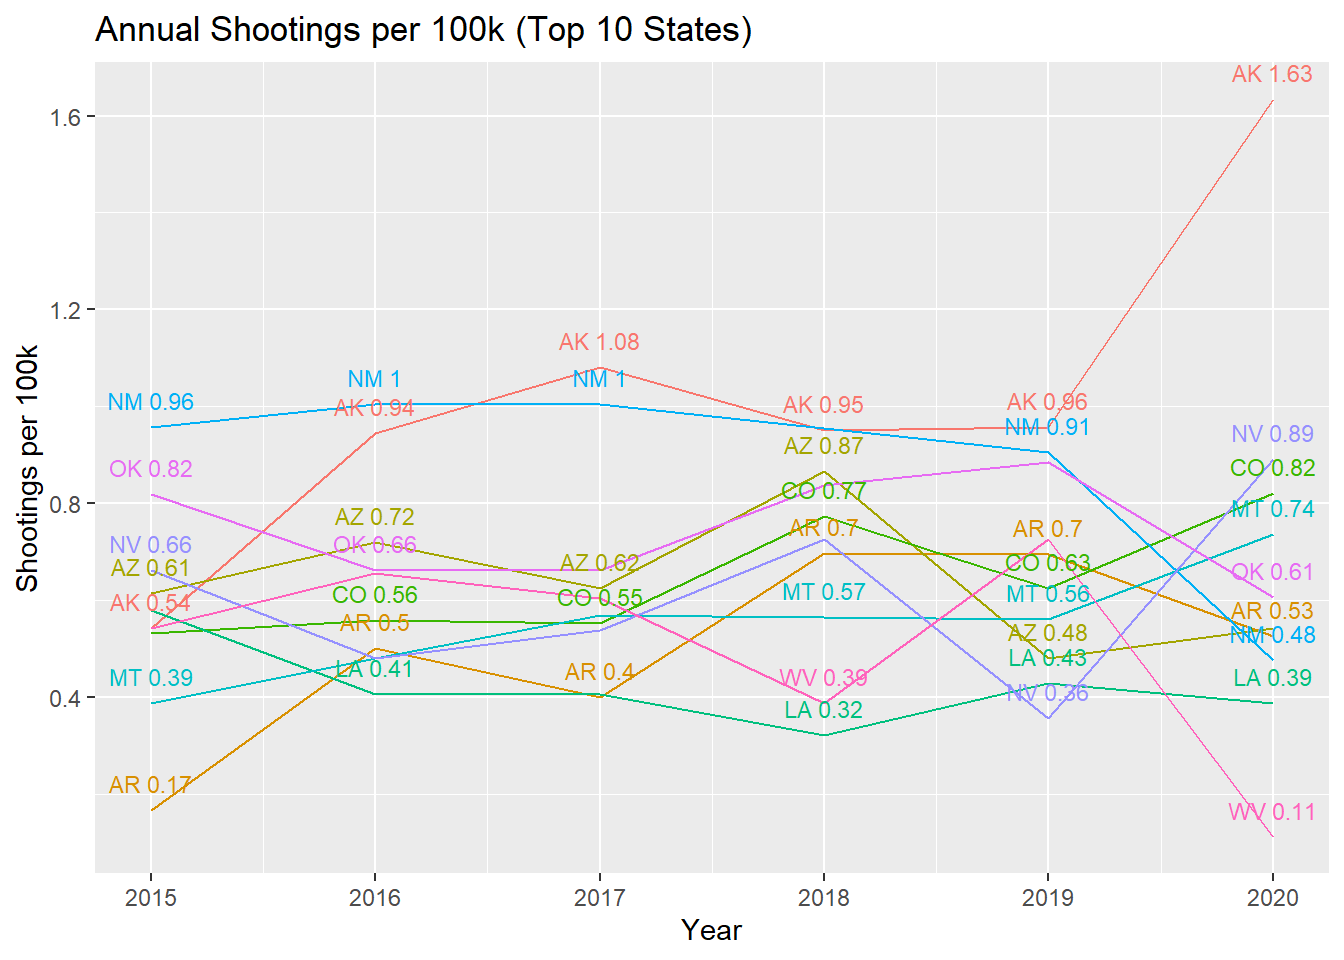 Annual Shootings per 100k (Top 10 States)
Shootings per 100k
1.6
1.2
0.8
0.4
NM 0.96
OK 0.82
NV 0.66
AZ 0.61
AK 0.54
MT 0.39
AR 0.17
NM 1
AK 0.94
AZ 0.72
OK 0.66
CO 0.56
AR 0.5
LA 0.41
AK 1.08
NM 1
AZ 0.62
CO 0.55
AR 0.4
AK 0.95
AZ 0.87
CO 0.77
AR 0.7
MT 0.57
WV 0.39
LA 0.32
AK 0.96
NM 0.91
AR 0.7
CO 0.63
MT 0.56
AZ 0.48
LA 0.43
NV 0.36
AK 1.63
NV 0.89
CO 0.82
MT 0.74
OK 0.61
AR 0.53
NM 0.48
LA 0.39
WV 0.11
2015 2016 2017 2018 2019 2020
Year